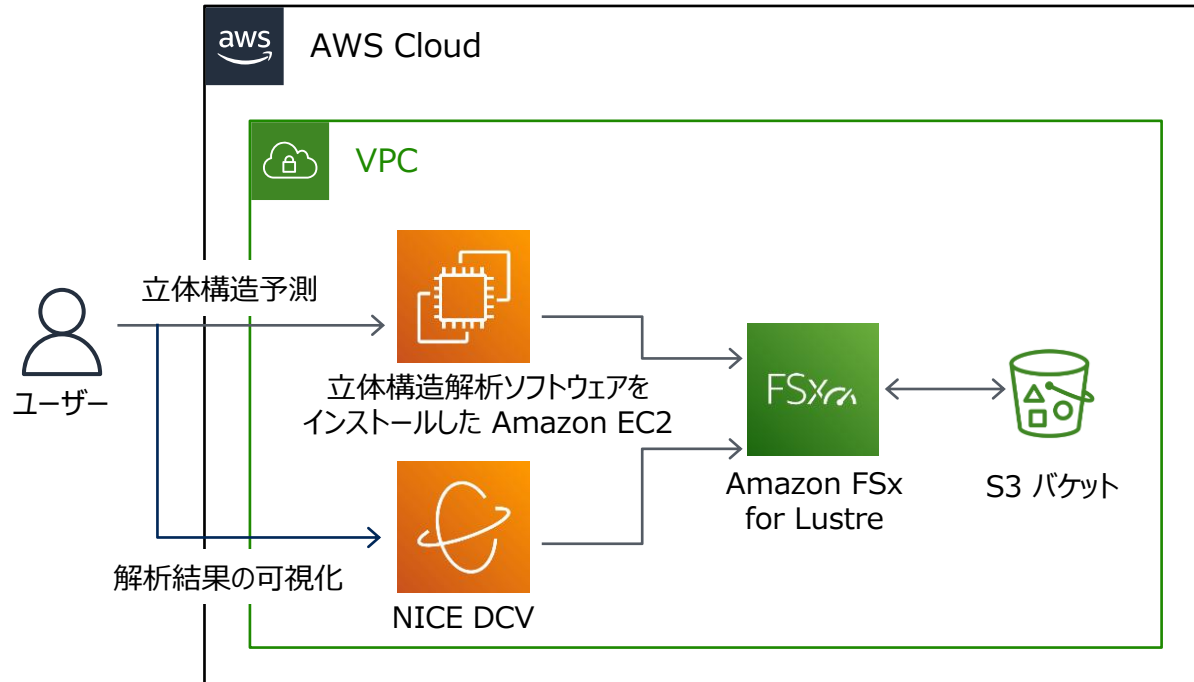 aws
AWS Cloud
VPC
立体構造予測
ユーザー
立体構造解析ソフトウェアを
インストールした Amazon EC2
FSx
Amazon FSx
for Lustre
S3 バケット
解析結果の可視化
NICE DCV